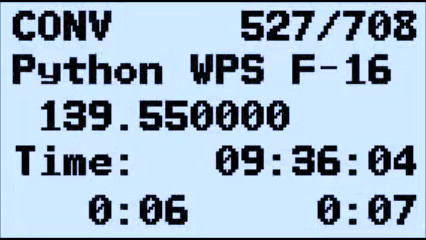 CONV 527/708
Python WPS F-16
139.550000
Time: 09:36:04
0:06 0:07